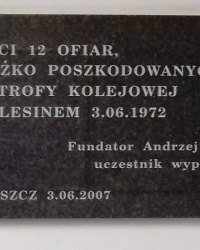 CI 12 OFIAR,
ŻKO POSZKODOWANYC
TROFY KOLEJOWEJ
LESINEM 3.06.1972
Fundator Andrzej
uczestnik wyp
SZCZ 3.06.2007